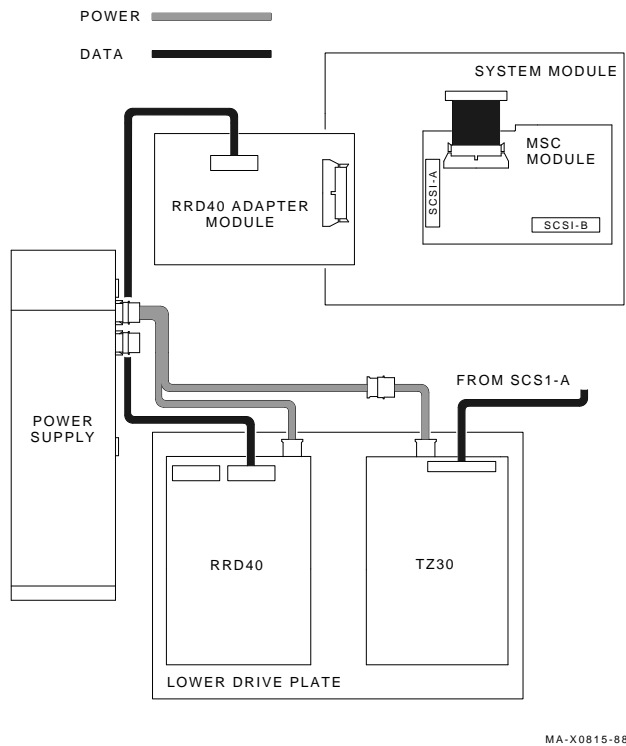 POWER
DATA
SYSTEM MODULE
MSC
MODULE
SCSI-A
SCSI-B
RRD40 ADAPTER
MODULE
FROM SCS1-A
POWER
SUPPLY
RRD40
TZ30
LOWER DRIVE PLATE
MA-X0815-88